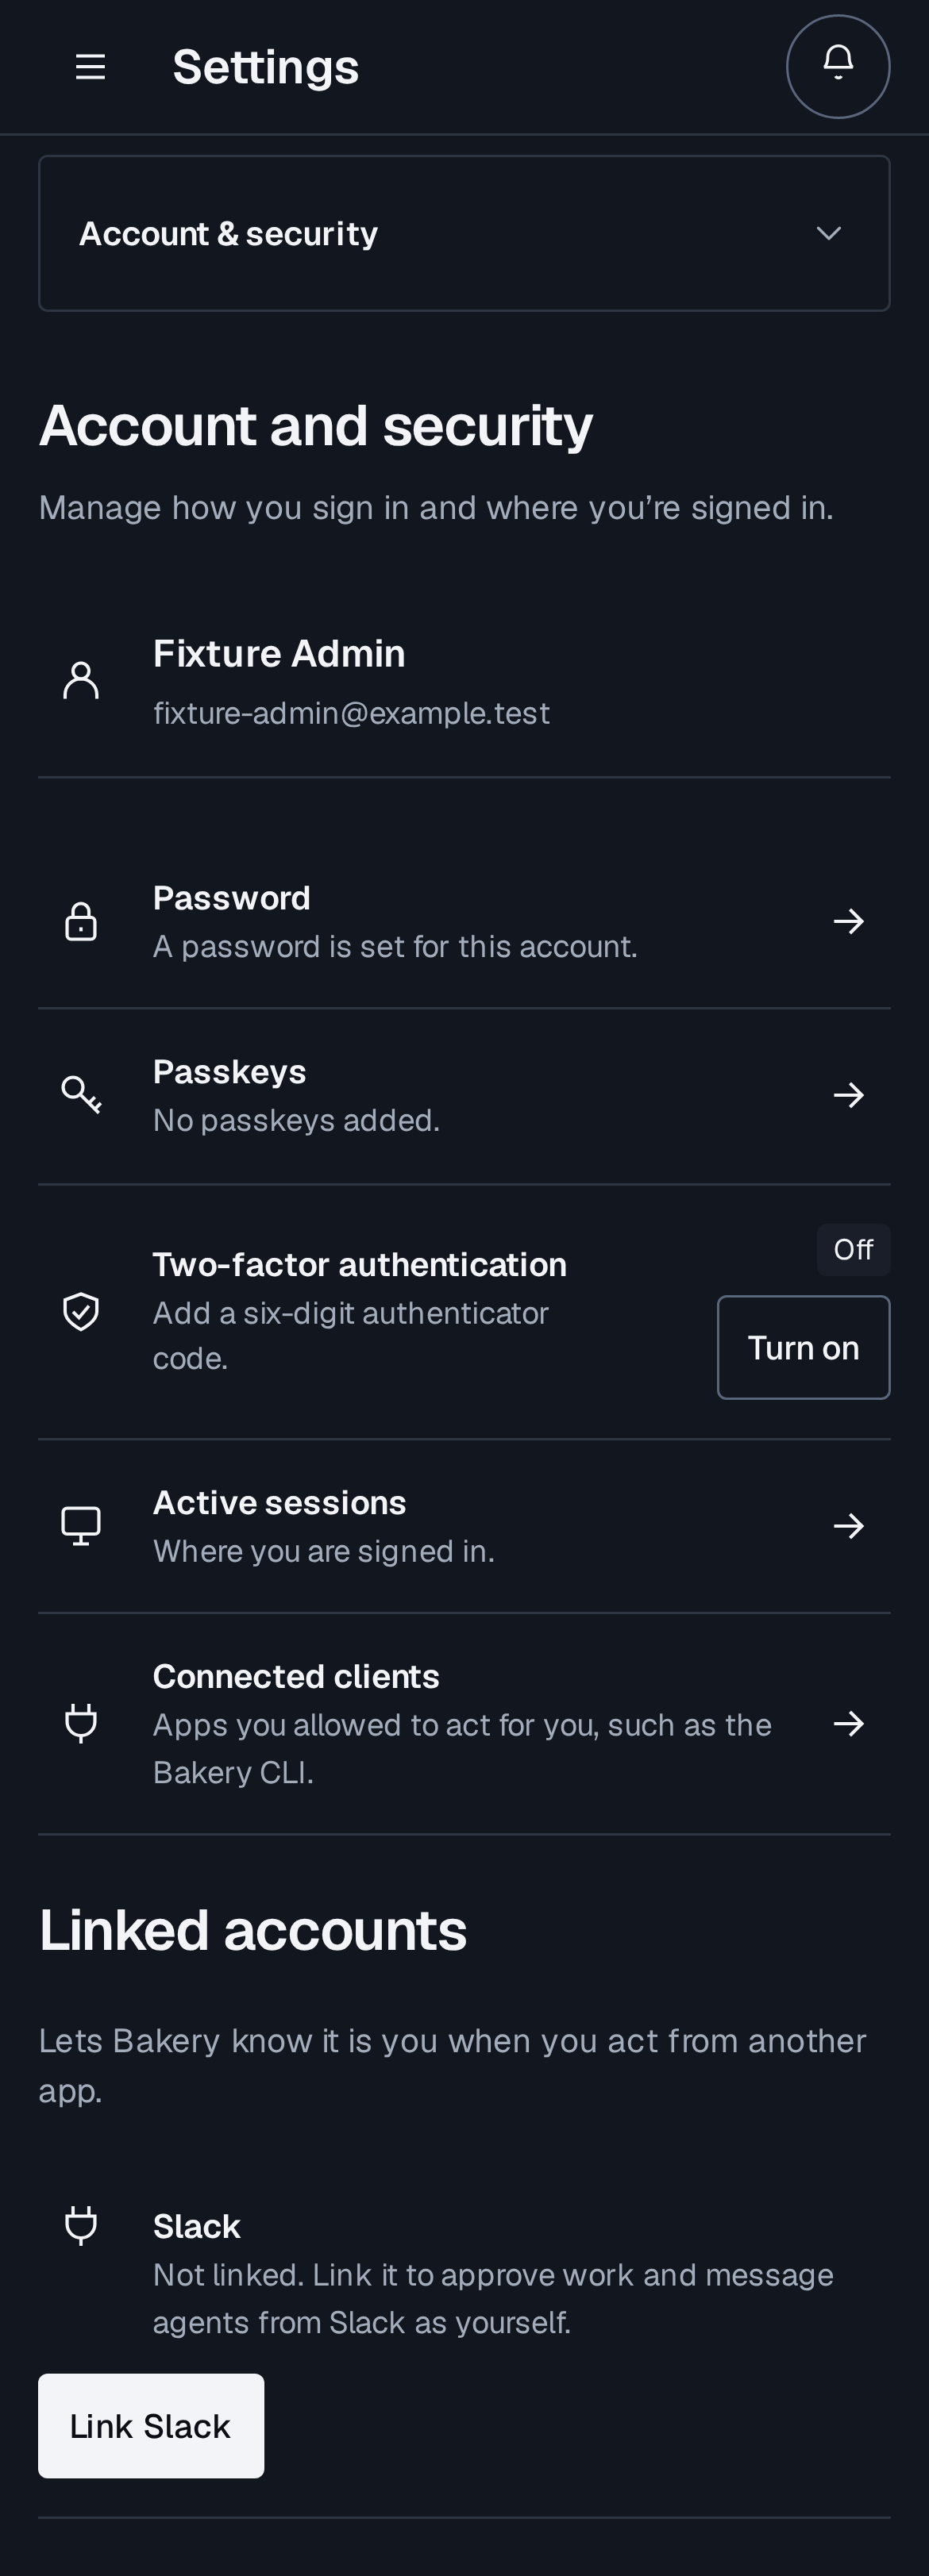 Settings
Account & security
Account and security
Manage how you sign in and where you’re signed in.
Fixture Admin
fixture-admin@example.test
Password
A password is set for this account.
Passkeys
No passkeys added.
Off
Two-factor authentication
Add a six-digit authenticator
code.
Turn on
Active sessions
Where you are signed in.
Connected clients
Apps you allowed to act for you, such as the
Bakery CLI.
Linked accounts
Lets Bakery know it is you when you act from another
app.
Slack
Not linked. Link it to approve work and message
agents from Slack as yourself.
Link Slack